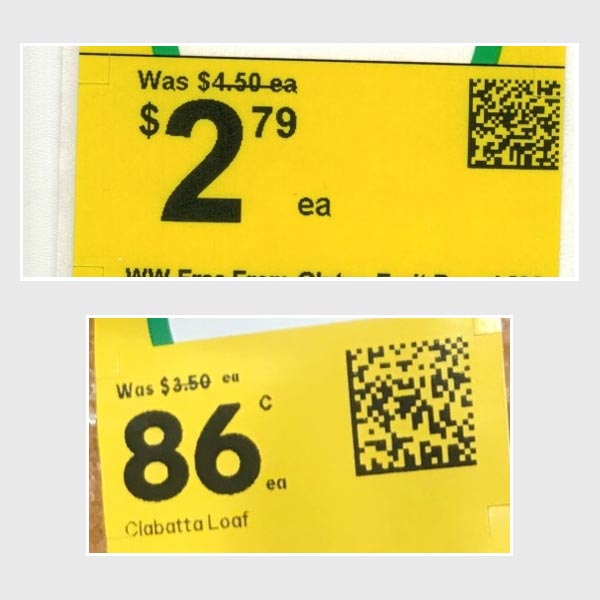 Was $4.50 ea
$2 79
ea
Was $3.50 ea
86 c
ea
Ciabatta Loaf